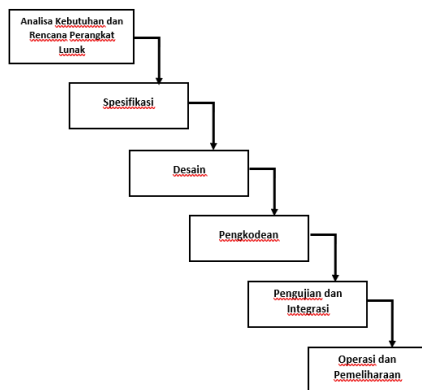 Analisa Kebutuhan dan
Rencana Perangkat
Lunak
Spesifikasi
Desain
Pengkodean
Pengujian dan
Integrasi
Operasi dan
Pemeliharaan